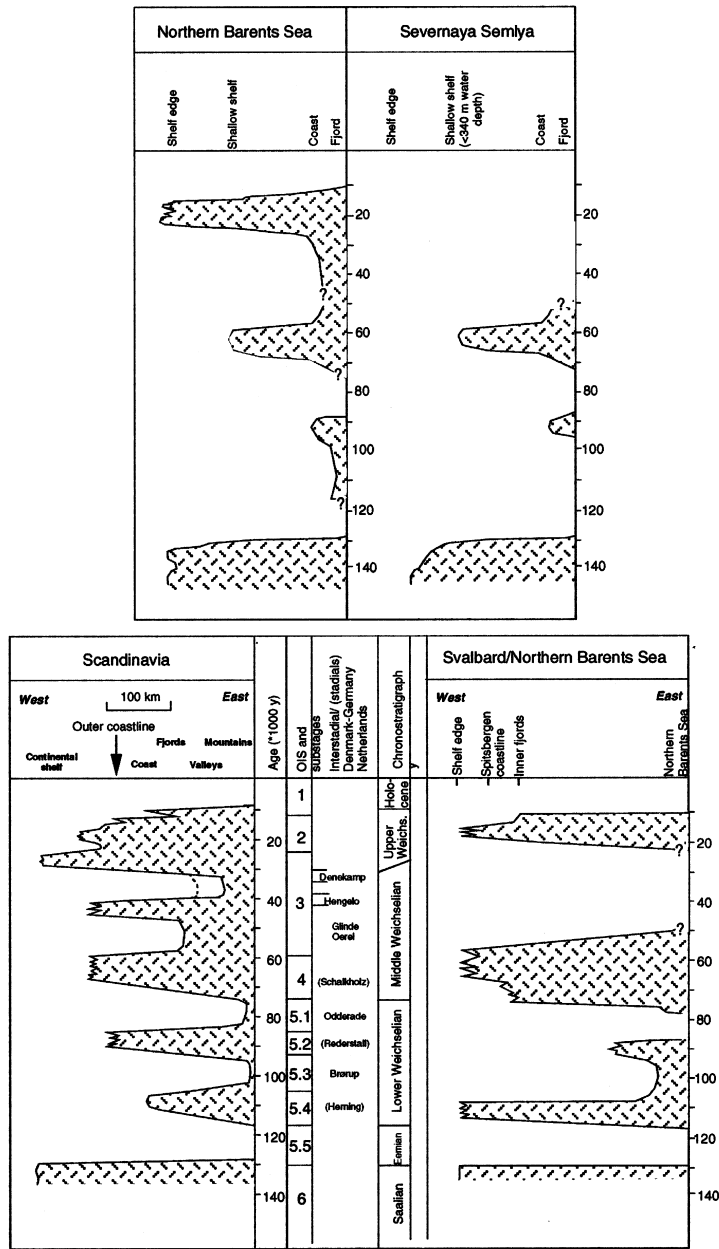 Northern Barents Sea
Severnaya Semlya
Shelf edge
Shallow shelf
Coast
Fjord
Shelf edge
Shallow shelf
(<340 m water
depth)
Coast
Fjord
20
40
60
80
100
120
140
?
?
?
20
40
60
80
100
120
140
?
Scandinavia
West
100 km
East
Outer coastline
Fjords
Mountains
Continental
shelf
Coast
Valleys
Age (*1000 y)
OIS and
substages
Interstadial/ (stadials)
Denmark-Germany
Netherlands
Chronostratigraph
y
Svalbard/Northern Barents Sea
West
East
Shelf edge
Spitsbergen
coastline
Inner fjords
Northern
Barents Sea
20
40
60
80
100
120
140
1
2
3
4
5.1
5.2
5.3
5.4
5.5
6
Denekamp
Hengelo
Glinde
Oerel
(Schalkholz)
Odderade
(Rederstall)
Brørup
(Herning)
Holo-
cene
Upper
Weichs.
Middle Weichselian
Lower Weichselian
Eemian
Saalian
?
?
20
40
60
80
100
120
140